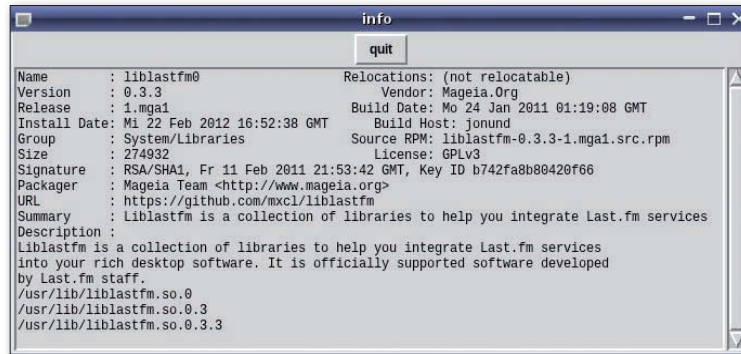 info
quit
Name        : liblastfm0                   Relocations: (not relocatable)
Version     : 0.3.3                             Vendor: Mageia.Org
Release     : 1.mga1                        Build Date: Mo 24 Jan 2011 01:19:08 GMT
Install Date: Mi 22 Feb 2012 16:52:38 GMT      Build Host: jonund
Group       : System/Libraries              Source RPM: liblastfm-0.3.3-1.mga1.src.rpm
Size        : 274932                           License: GPLv3
Signature   : RSA/SHA1, Fr 11 Feb 2011 21:53:42 GMT, Key ID b742fa8b80420f66
Packager    : Mageia Team <http://www.mageia.org>
URL         : https://github.com/mxcl/liblastfm
Summary     : Liblastfm is a collection of libraries to help you integrate Last.fm services
Description :
Liblastfm is a collection of libraries to help you integrate Last.fm services
into your rich desktop software. It is officially supported software developed
by Last.fm staff.
/usr/lib/liblastfm.so.0
/usr/lib/liblastfm.so.0.3
/usr/lib/liblastfm.so.0.3.3